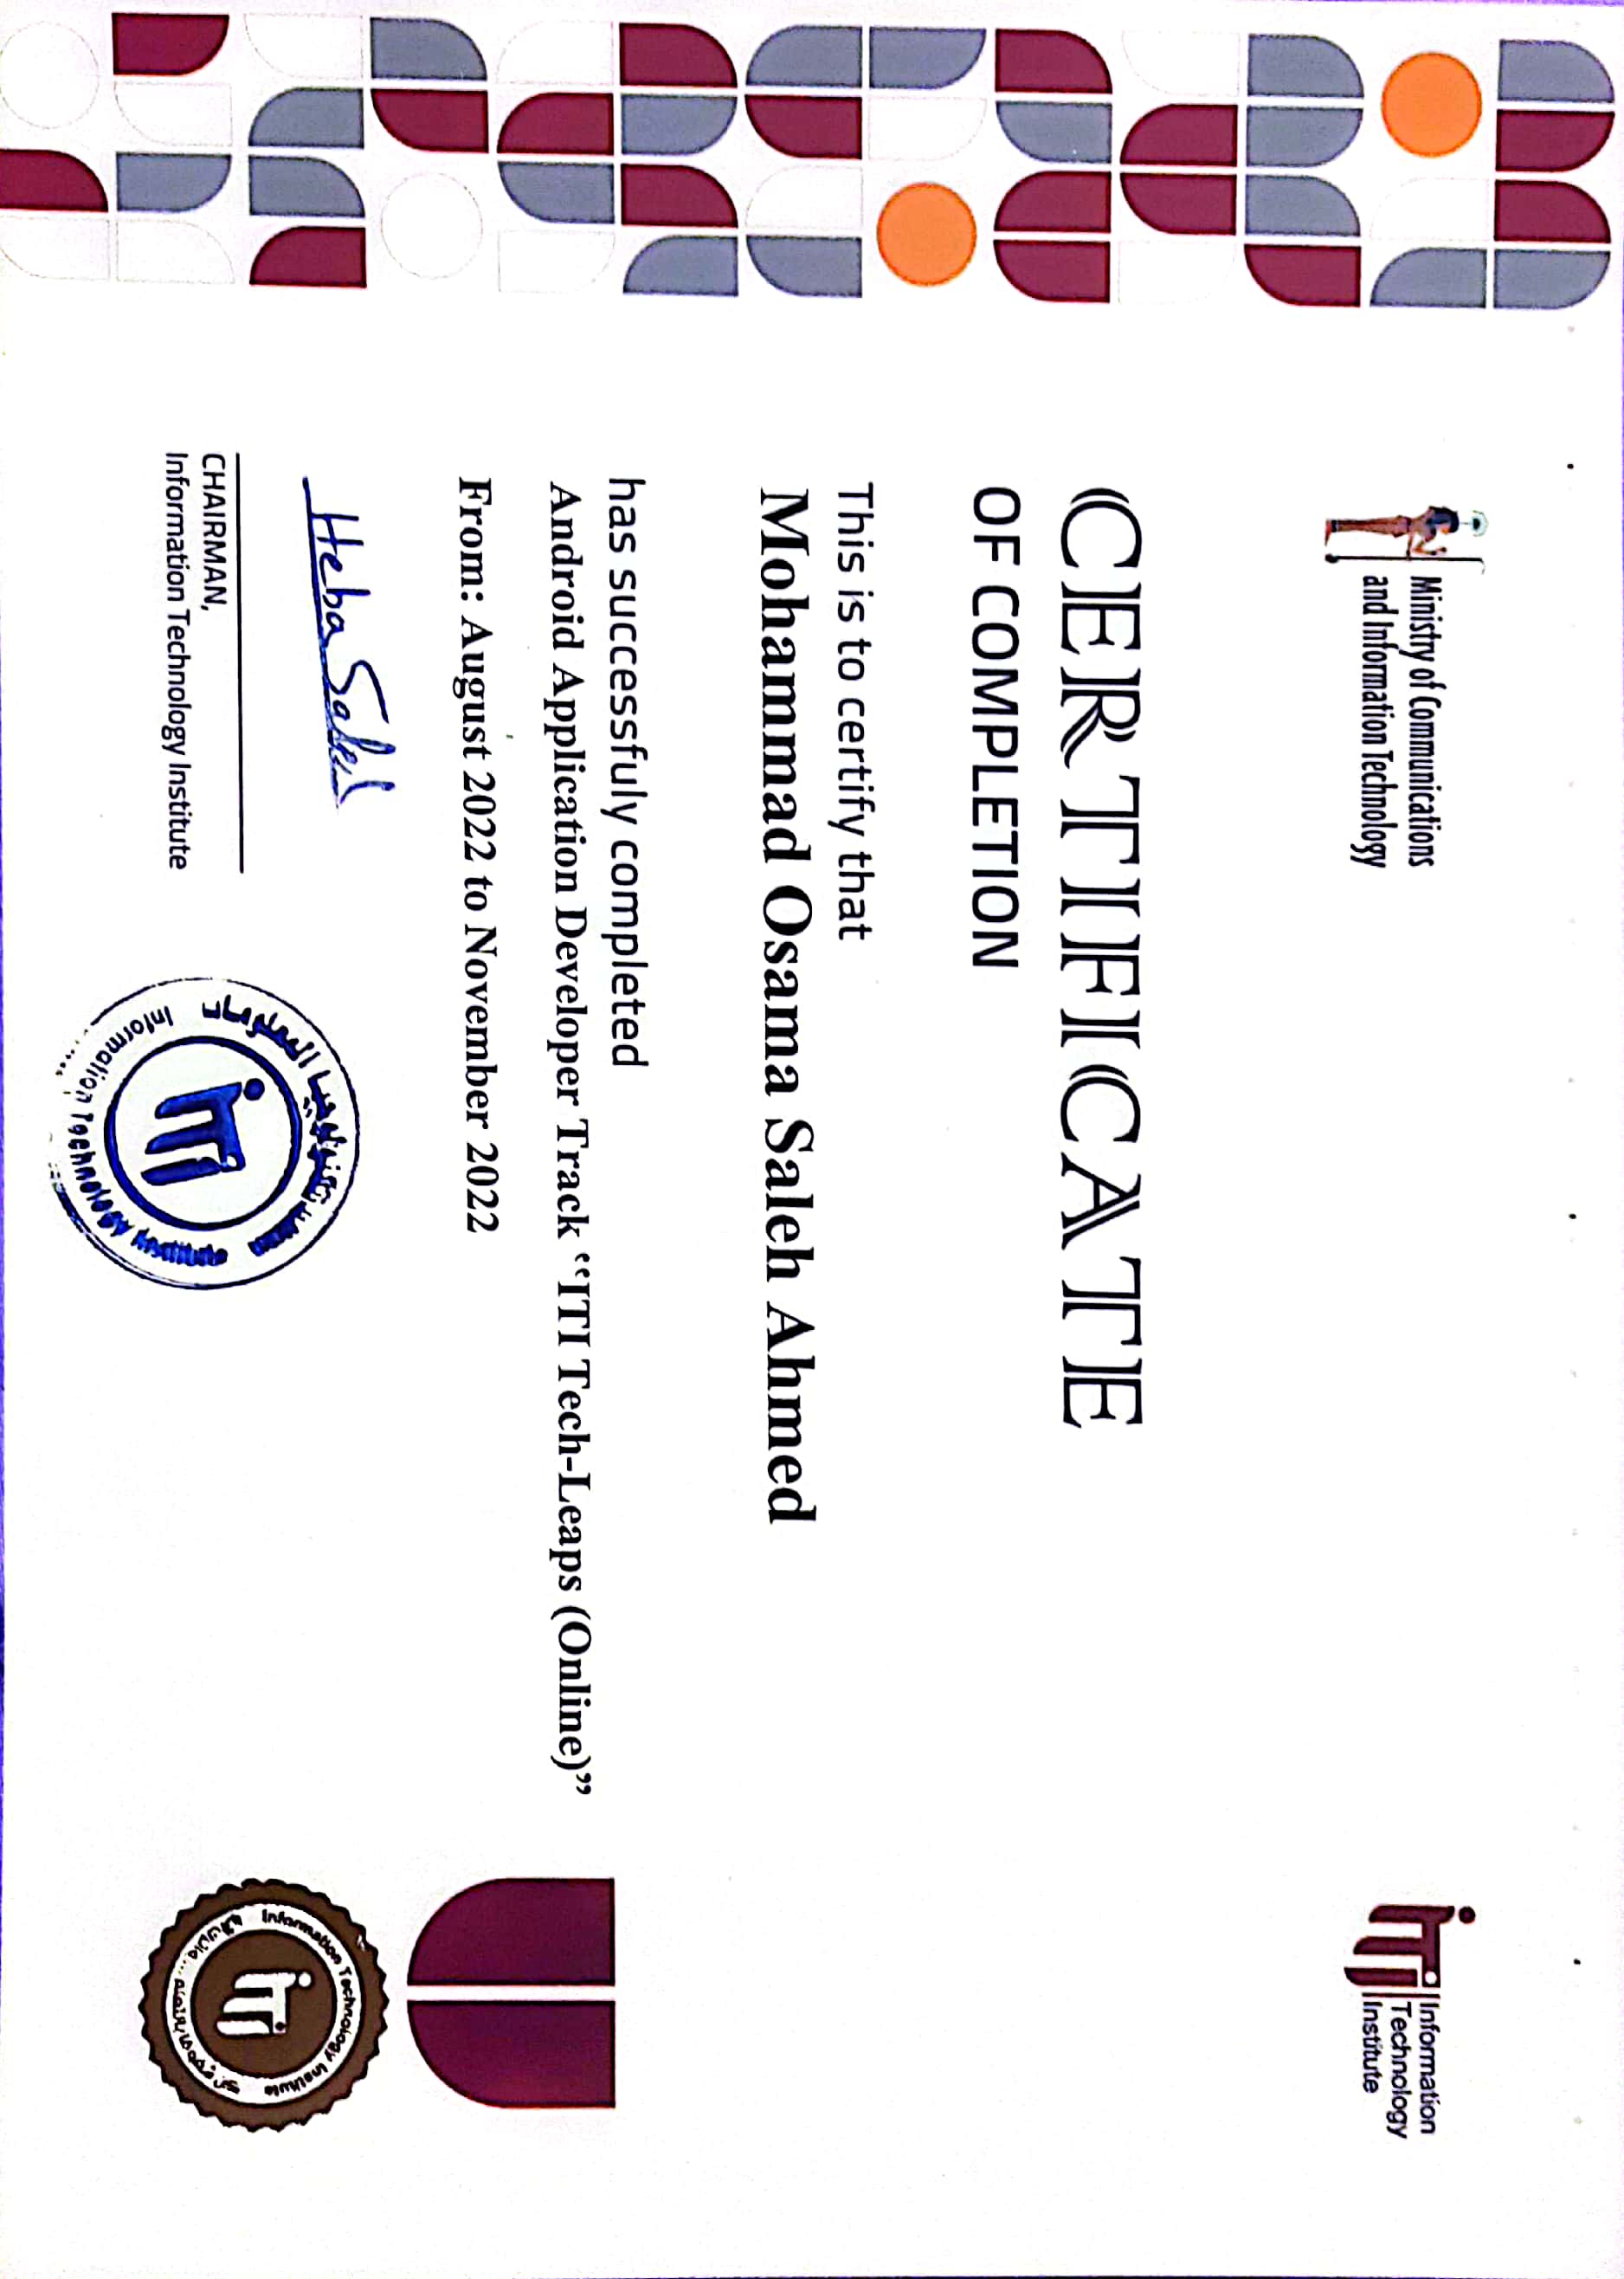 Ministry of Communications
and Information Technology
iTi
Information
Technology
Institute
CERTIFICATE
OF COMPLETION
This is to certify that
Mohammad Osama Saleh Ahmed
has successfuly completed
Android Application Developer Track “ITI Tech-Leaps (Online)”
From: August 2022 to November 2022
Heba Saleh
CHAIRMAN,
Information Technology Institute
معهد تكنولوجيا المعلومات
iTi
Information Technology Institute
Information Technology Institute
iTi